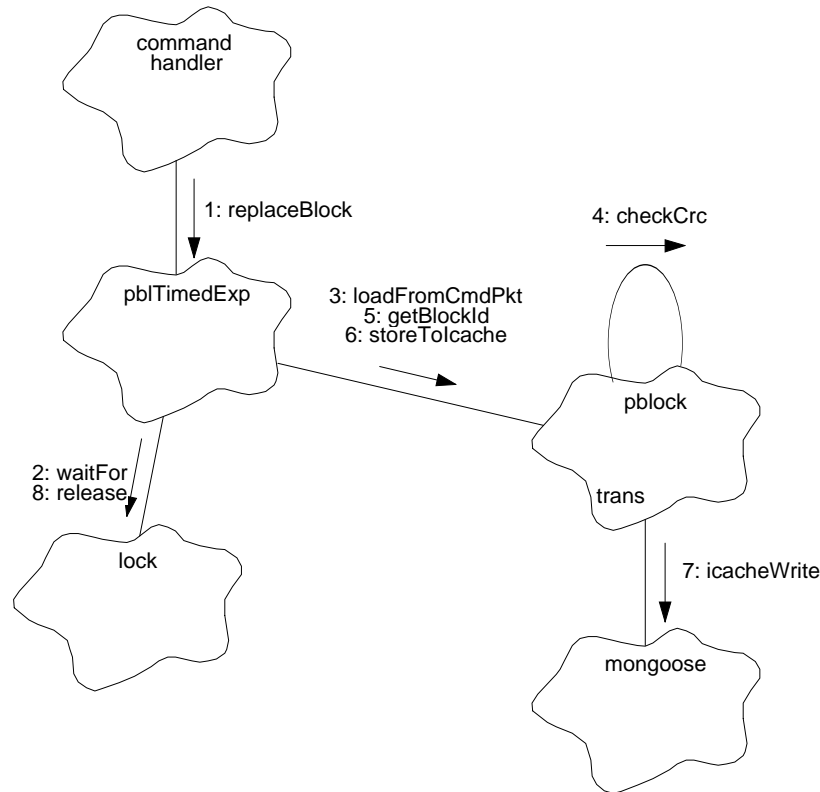 command
handler
1: replaceBlock
4: checkCrc
pblTimedExp
3: loadFromCmdPkt
5: getBlockId
6: storeToIcache
pblock
2: waitFor
8: release
trans
lock
7: icacheWrite
mongoose